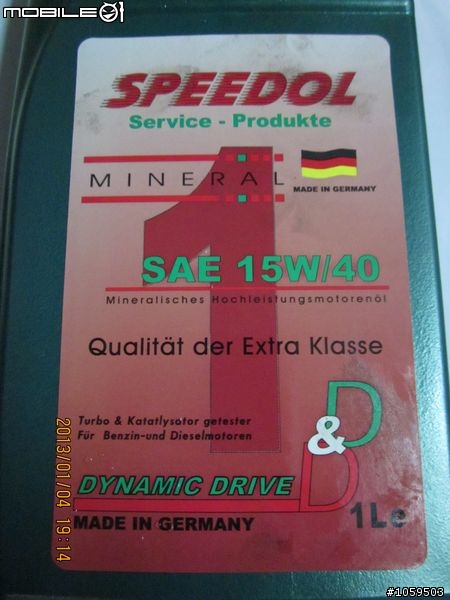 MOBILE01
SPEEDOL
Service - Produkte
MINERAL
MADE IN GERMANY
1
SAE 15W/40
Mineralisches Hochleistungsmotorenöl
Qualität der Extra Klasse
Turbo & Katatlysator getester
Für Benzin-und Dieselmotoren
D&D
DYNAMIC DRIVE
MADE IN GERMANY
1Le
2013/01/04 19:14
#1059503